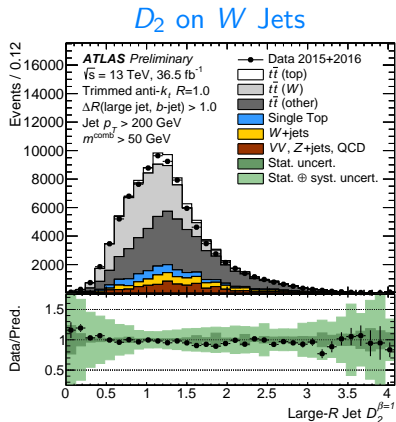 D₂ on W Jets
Events / 0.12
16000
14000
12000
10000
8000
6000
4000
2000
ATLAS Preliminary
√s = 13 TeV, 36.5 fb⁻¹
Trimmed anti-kₜ R=1.0
ΔR(large jet, b-jet) > 1.0
Jet p_T > 200 GeV
m^comb > 50 GeV
Data 2015+2016
tt̄ (top)
tt̄ (W)
tt̄ (other)
Single Top
W+jets
VV, Z+jets, QCD
Stat. uncert.
Stat. ⊕ syst. uncert.
Data/Pred.
1.5
1
0.5
0 0.5 1 1.5 2 2.5 3 3.5 4
Large-R Jet D₂^β=1